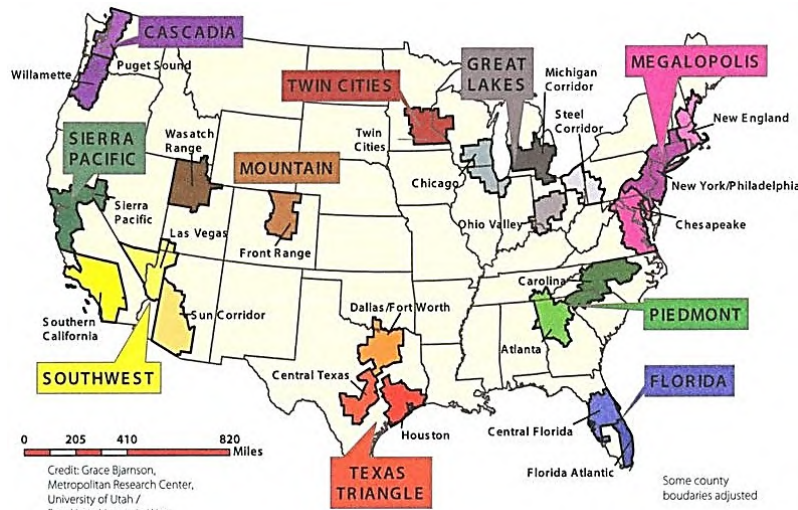 CASCADIA
Willamette
Puget Sound
TWIN CITIES
GREAT
LAKES
Michigan
Corridor
MEGALOPOLIS
Steel
Corridor
New England
SIERRA
PACIFIC
Wasatch
Range
MOUNTAIN
Twin
Cities
Chicago
New York/Philadelphia
Sierra
Pacific
Las Vegas
Front Range
Ohio Valley
Chesapeake
Carolina
Southern
California
Sun Corridor
Dallas/Fort Worth
Atlanta
PIEDMONT
SOUTHWEST
Central Texas
Houston
FLORIDA
Central Florida
Florida Atlantic
0 205 410 820
Miles
TEXAS
TRIANGLE
Credit: Grace Bjarnson,
Metropolitan Research Center,
University of Utah /
Some county
boudaries adjusted